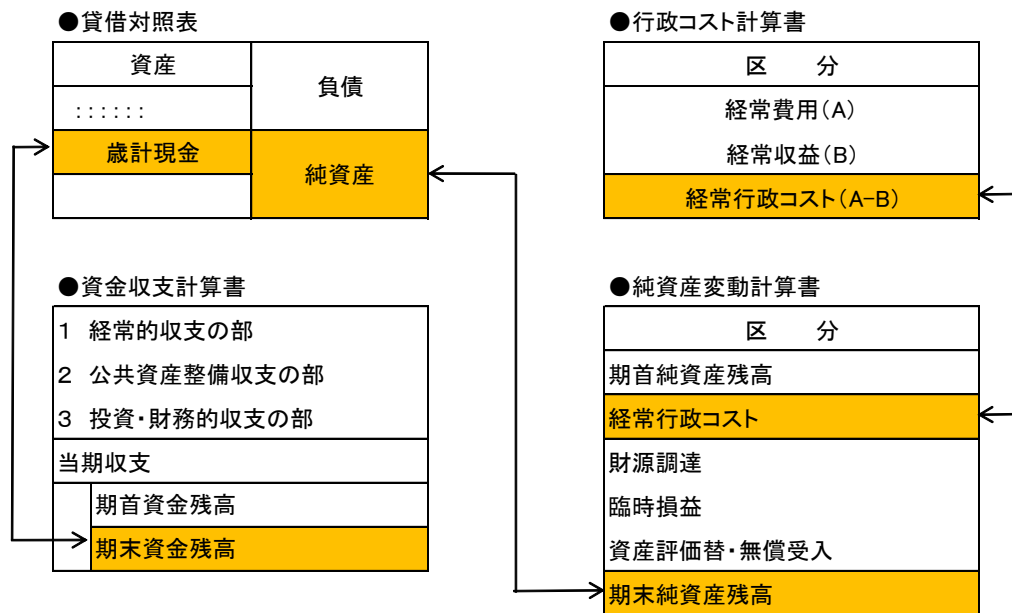 ●貸借対照表
資産
負債
: : : : : :
歳計現金
純資産
●行政コスト計算書
区　　分
経常費用(A)
経常収益(B)
経常行政コスト(A-B)
●資金収支計算書
1 経常的収支の部
2 公共資産整備収支の部
3 投資・財務的収支の部
当期収支
期首資金残高
期末資金残高
●純資産変動計算書
区　　分
期首純資産残高
経常行政コスト
財源調達
臨時損益
資産評価替・無償受入
期末純資産残高